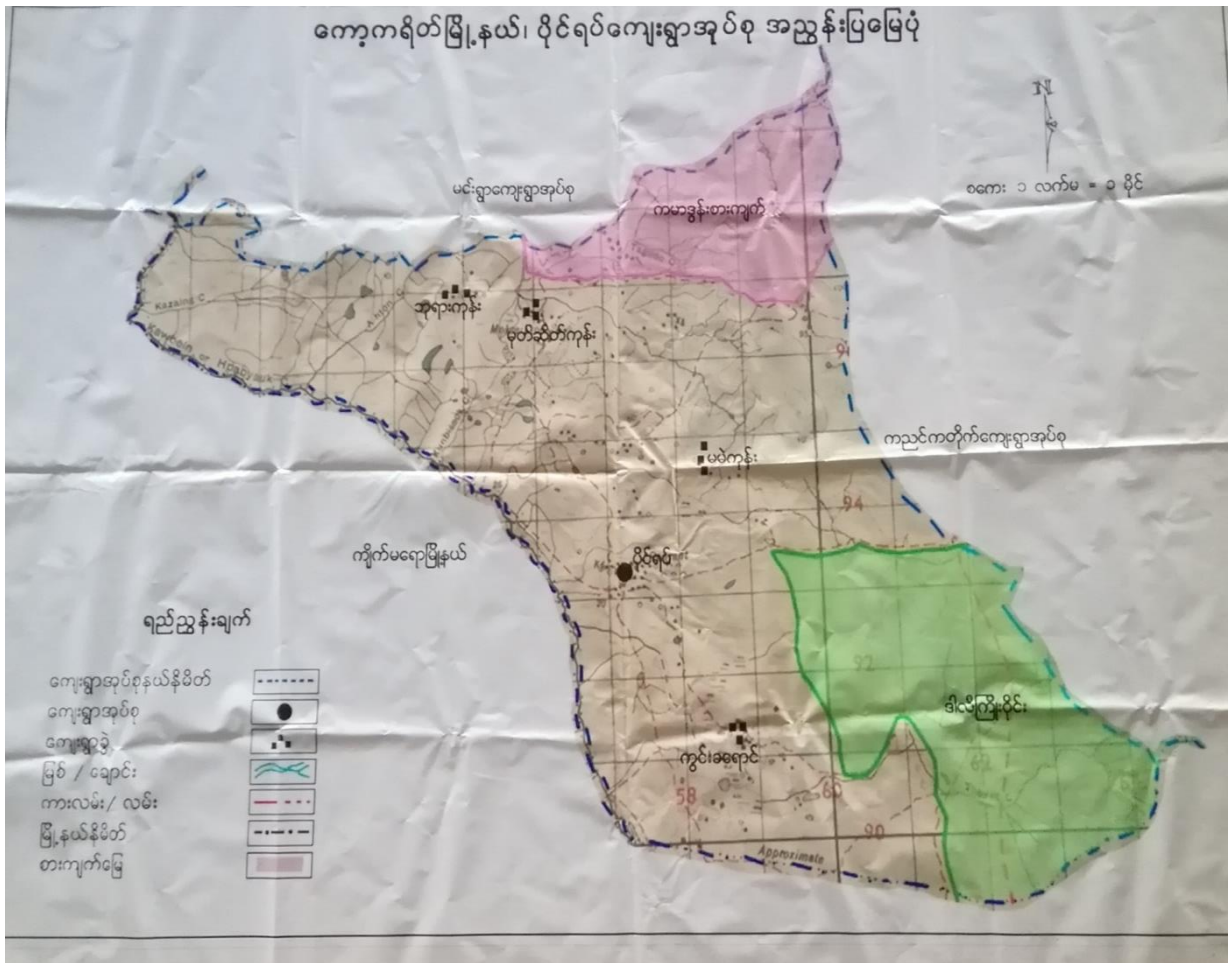 ကော့ကရိတ်မြို့နယ်၊ ပိုင်ရပ်ကျေးရွာအုပ်စု အညွှန်းပြမြေပုံ
N
စကေး ၁ လက်မ = ၁ မိုင်
မင်းရွာကျေးရွာအုပ်စု
ကမာဒွန်းစားကျက်
Kazaing C
ဘုရားကုန်း
မုတ်ဆိတ်ကုန်း
94
ကညင်ကတိုက်ကျေးရွာအုပ်စု
မမဲကုန်း
94
ကျိုက်မရောမြို့နယ်
ပိုင်ရပ်
ရည်ညွှန်းချက်
92
ကျေးရွာအုပ်စုနယ်နိမိတ်
ကျေးရွာအုပ်စု
ဒါလီကြိုးဝိုင်း
ကျေးရွာခွဲ
ကွင်းခရောင်
မြစ် / ချောင်း
58
60
ကားလမ်း / လမ်း
မြို့နယ်နိမိတ်
90
Approximate
စားကျက်မြေ